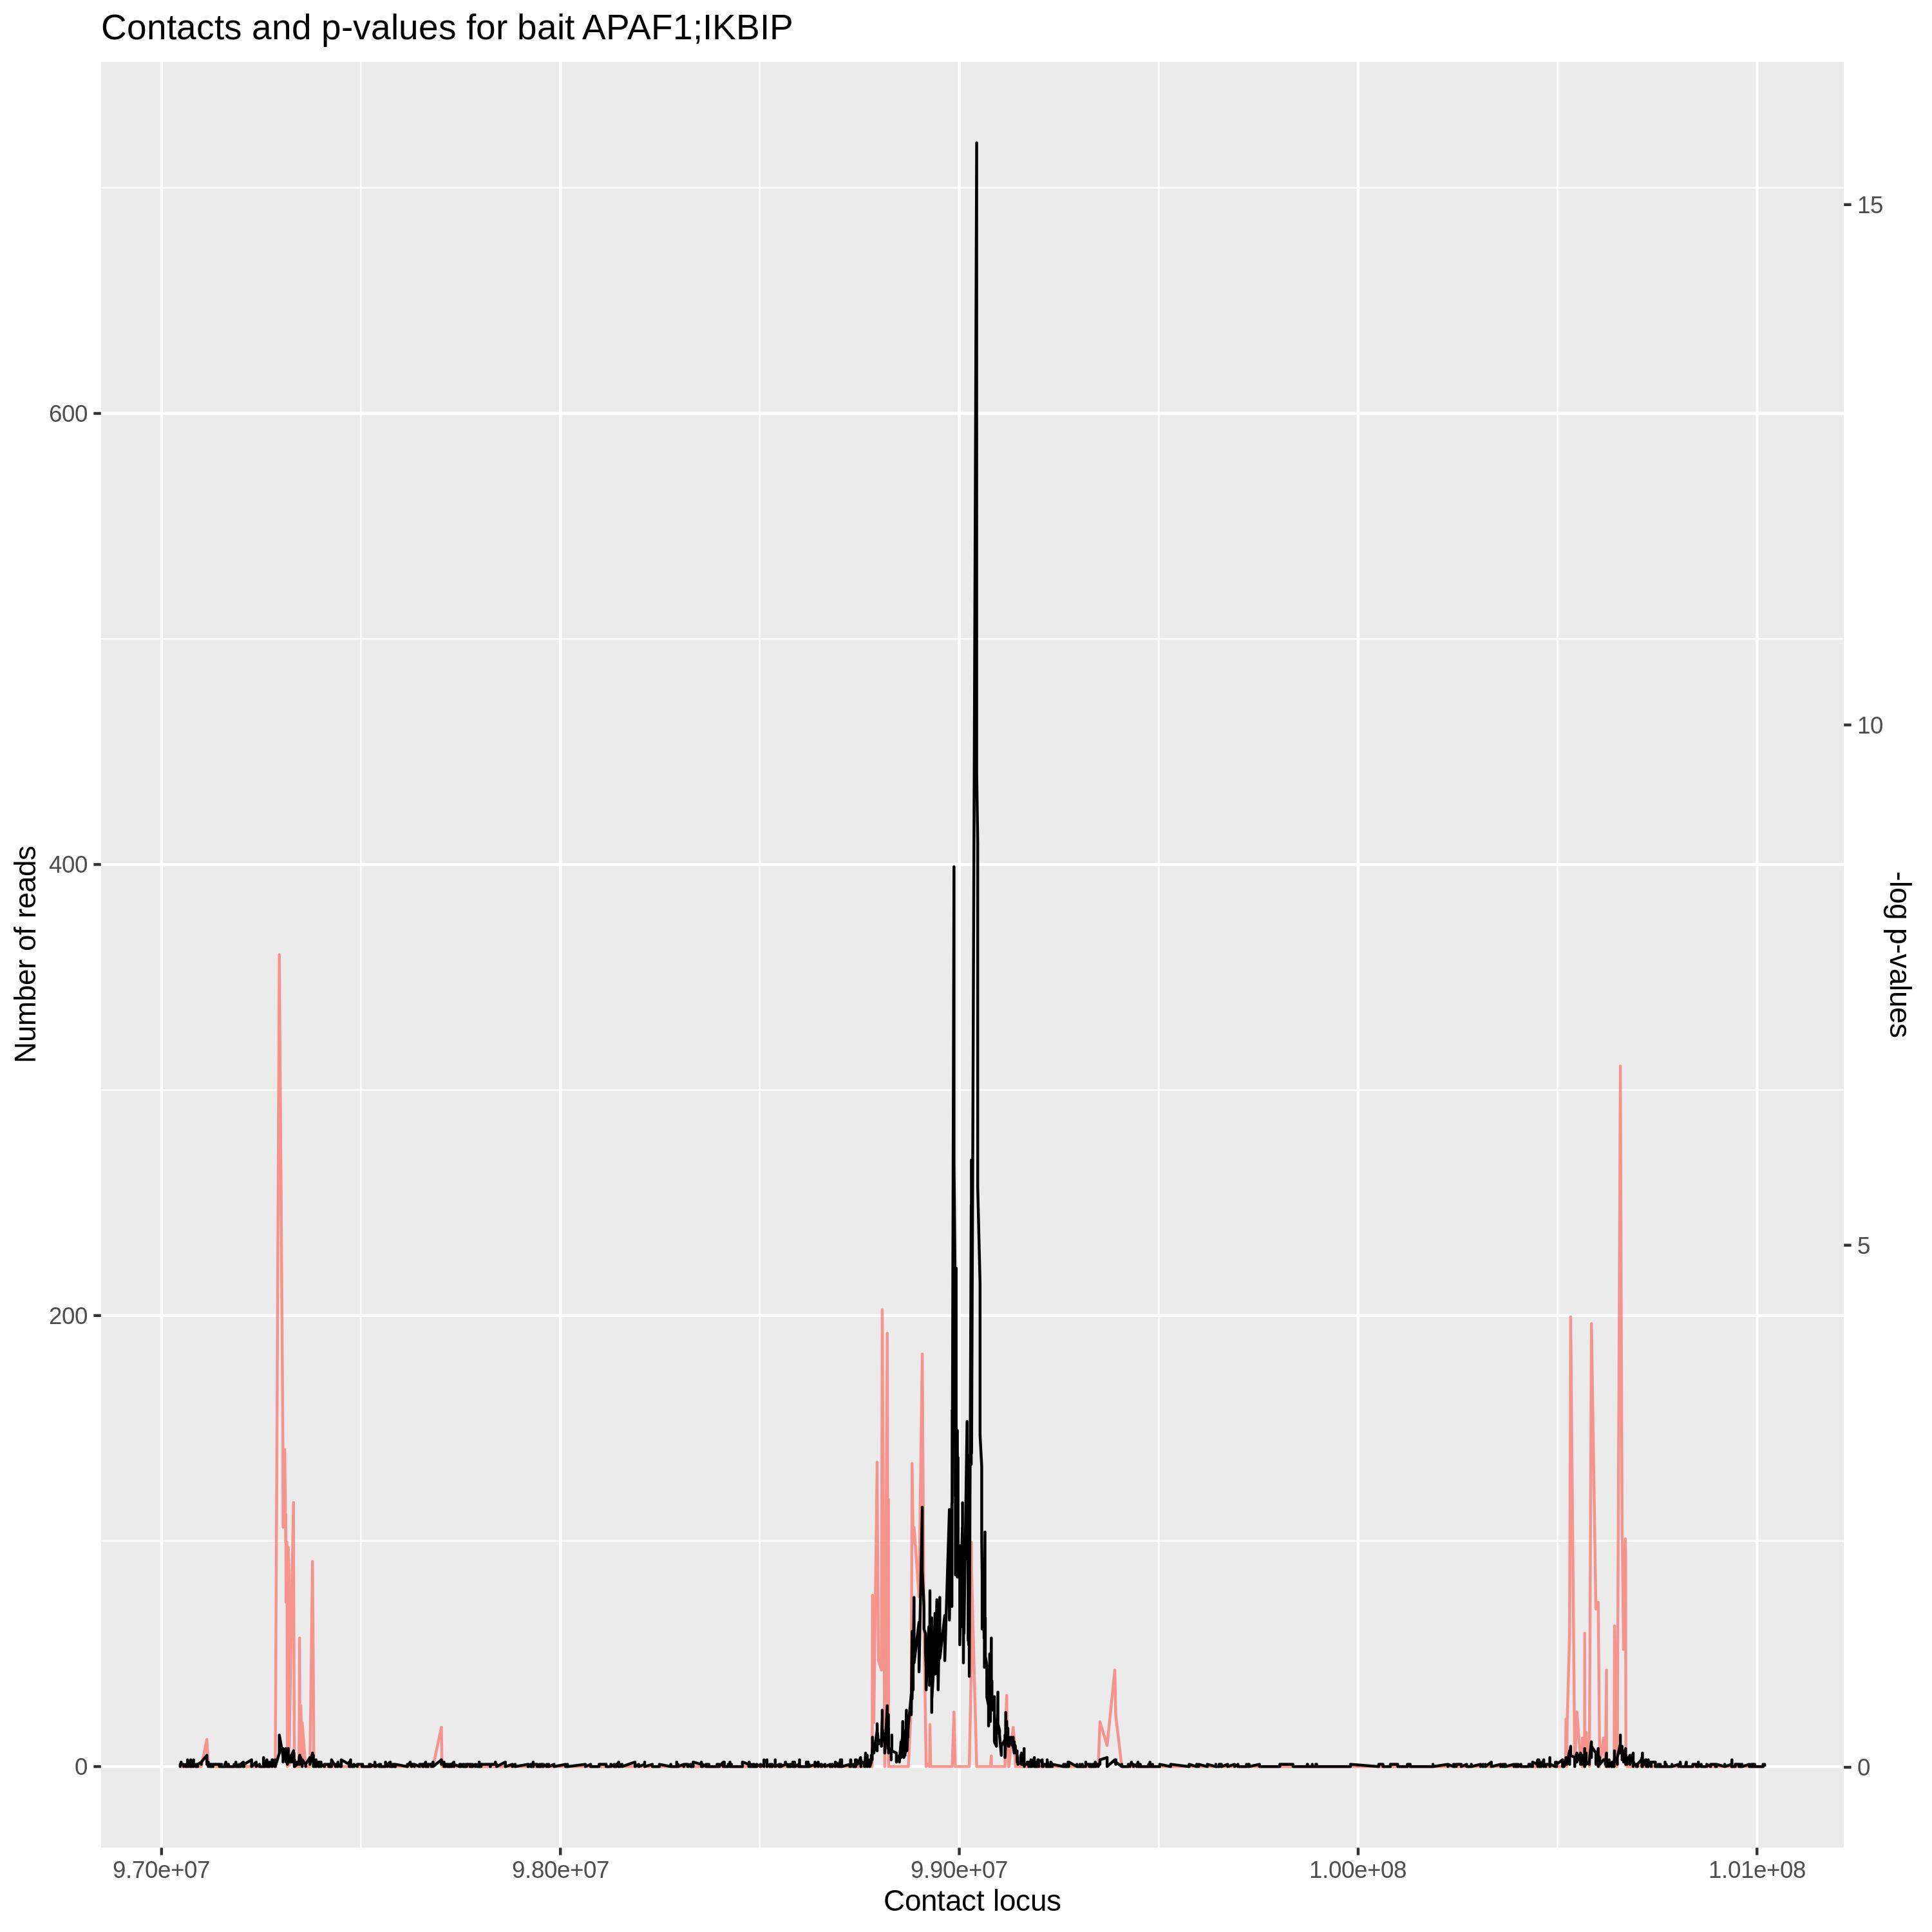 Contacts and p-values for bait APAF1;IKBIP
Number of reads
600
400
200
0
15
10
5
0
-log p-values
9.70e+07
9.80e+07
9.90e+07
1.00e+08
1.01e+08
Contact locus